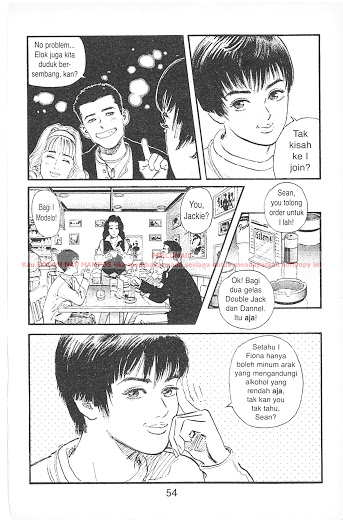 No problem...
Elok juga kita
duduk ber-
sembang, kan?
Tak
kisah
ke I
join?
Bagi I
Modelo!
You,
Jackie?
Sean,
you tolong
order untuk
I lah!
Ok! Bagi
dua gelas
Double Jack
dan Dannel.
Itu aja!
Setahu I
Fiona hanya
boleh minum arak
yang mengandungi
alkohol yang
rendah aja,
tak kan you
tak tahu,
Sean?
54